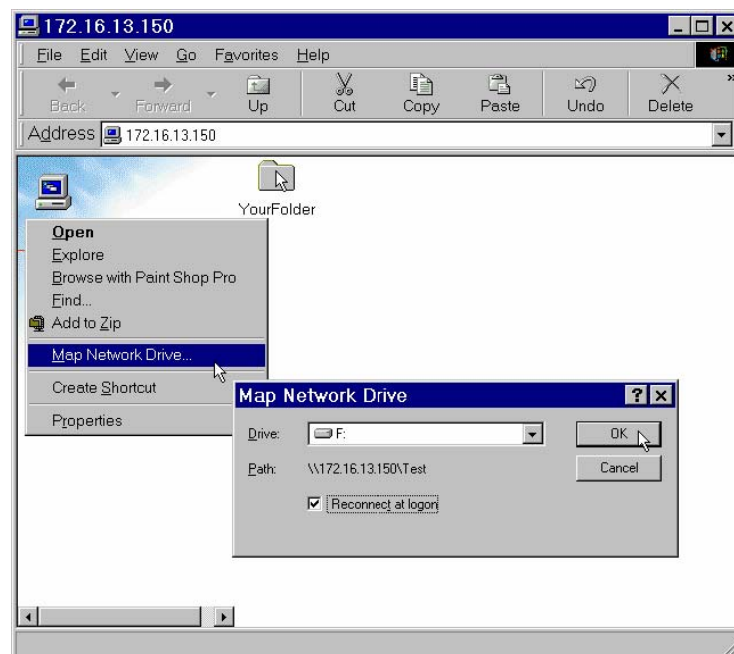 172.16.13.150
File Edit View Go Favorites Help
Back Forward Up Cut Copy Paste Undo Delete »
Address 172.16.13.150
YourFolder
Open
Explore
Browse with Paint Shop Pro
Find...
Add to Zip
Map Network Drive...
Create Shortcut
Properties
Map Network Drive
Drive: F: OK
Path: \\172.16.13.150\Test Cancel
Reconnect at logon